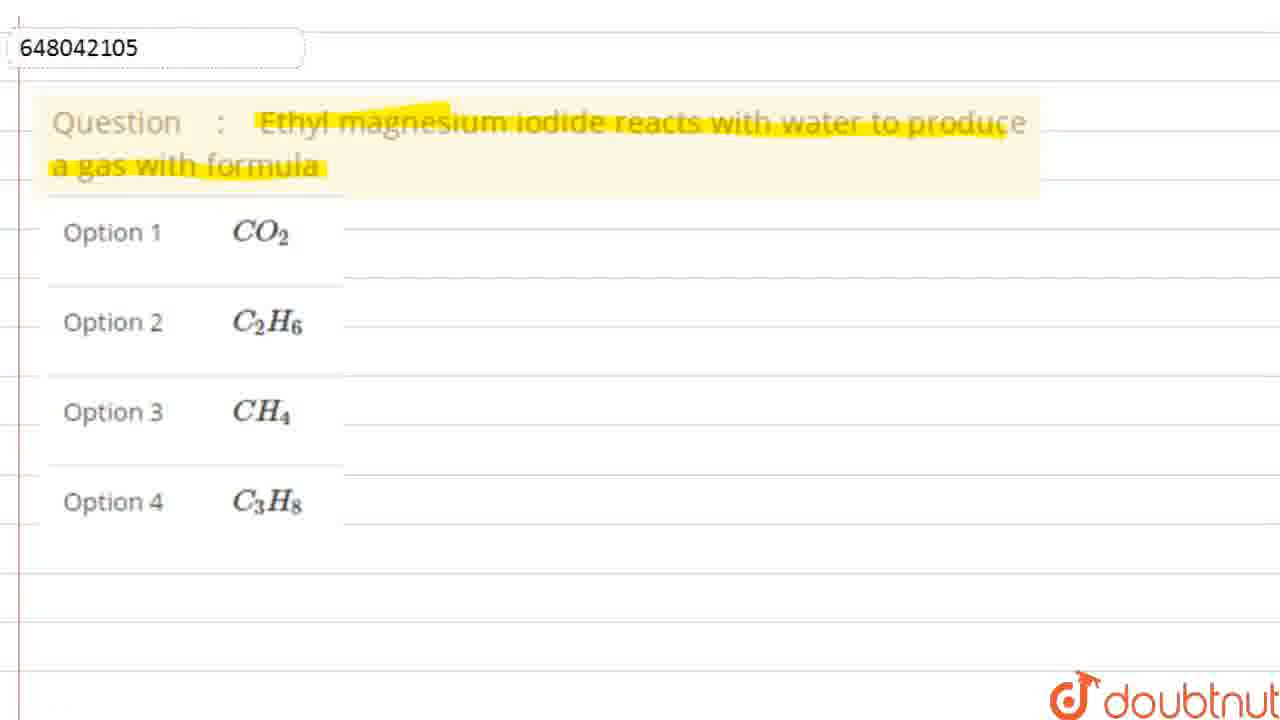 648042105
Question : Ethyl magnesium iodide reacts with water to produce
a gas with formula
Option 1 CO₂
Option 2 C₂H₆
Option 3 CH₄
Option 4 C₃H₈
doubtnut